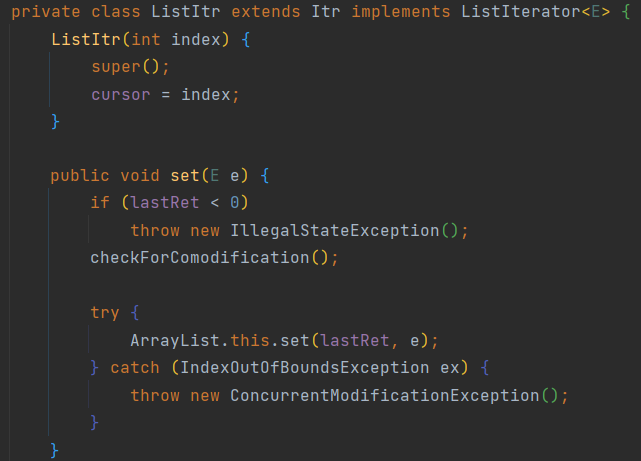 private class ListItr extends Itr implements ListIterator<E> {
    ListItr(int index) {
        super();
        cursor = index;
    }

    public void set(E e) {
        if (lastRet < 0)
            throw new IllegalStateException();
        checkForComodification();

        try {
            ArrayList.this.set(lastRet, e);
        } catch (IndexOutOfBoundsException ex) {
            throw new ConcurrentModificationException();
        }
    }